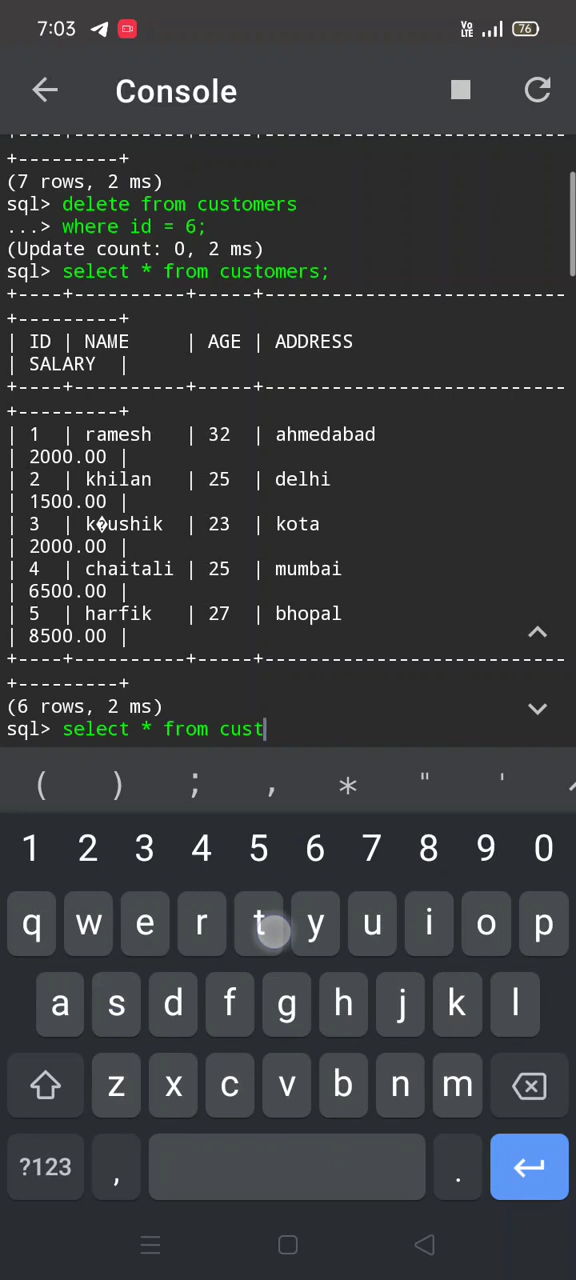 7:03 Vo LTE 76
Console
+---------+
(7 rows, 2 ms)
sql> delete from customers
...> where id = 6;
(Update count: 0, 2 ms)
sql> select * from customers;
+----+----------+-----+---------------------------
+---------+
| ID | NAME     | AGE | ADDRESS
| SALARY  |
+----+----------+-----+---------------------------
+---------+
| 1  | ramesh   | 32  | ahmedabad
| 2000.00 |
| 2  | khilan   | 25  | delhi
| 1500.00 |
| 3  | k�ushik  | 23  | kota
| 2000.00 |
| 4  | chaitali | 25  | mumbai
| 6500.00 |
| 5  | harfik   | 27  | bhopal
| 8500.00 |
+----+----------+-----+---------------------------
+---------+
(6 rows, 2 ms)
sql> select * from cust
( ) ; , * " '
1 2 3 4 5 6 7 8 9 0
q w e r t y u i o p
a s d f g h j k l
z x c v b n m
?123 , .